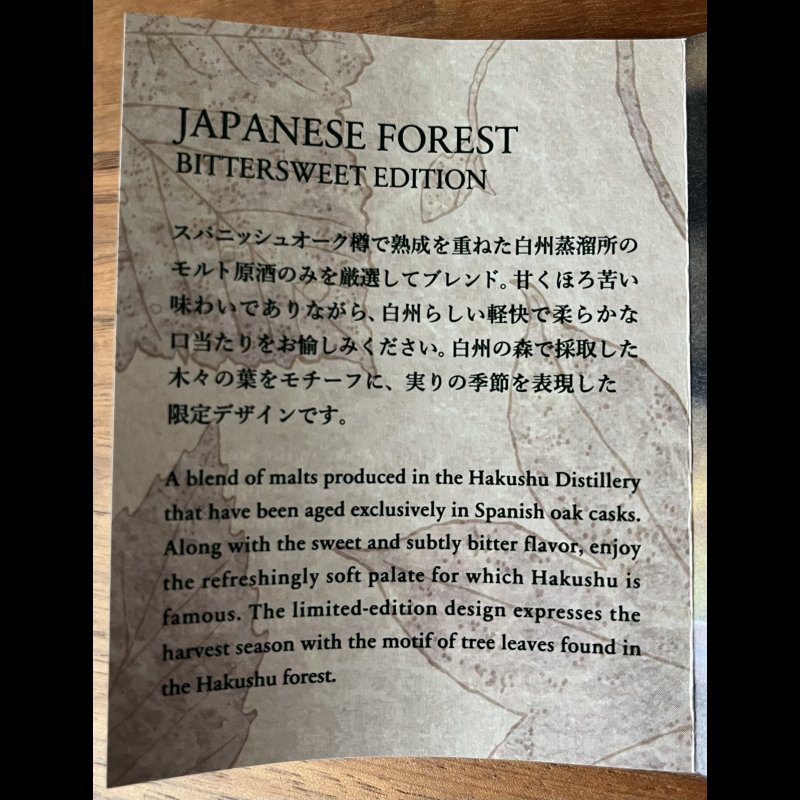 JAPANESE FOREST
BITTERSWEET EDITION
スパニッシュオーク樽で熟成を重ねた白州蒸溜所の
モルト原酒のみを厳選してブレンド。甘くほろ苦い
味わいでありながら、白州らしい軽快で柔らかな
口当たりをお愉しみください。白州の森で採取した
木々の葉をモチーフに、実りの季節を表現した
限定デザインです。
A blend of malts produced in the Hakushu Distillery
that have been aged exclusively in Spanish oak casks.
Along with the sweet and subtly bitter flavor, enjoy
the refreshingly soft palate for which Hakushu is
famous. The limited-edition design expresses the
harvest season with the motif of tree leaves found in
the Hakushu forest.